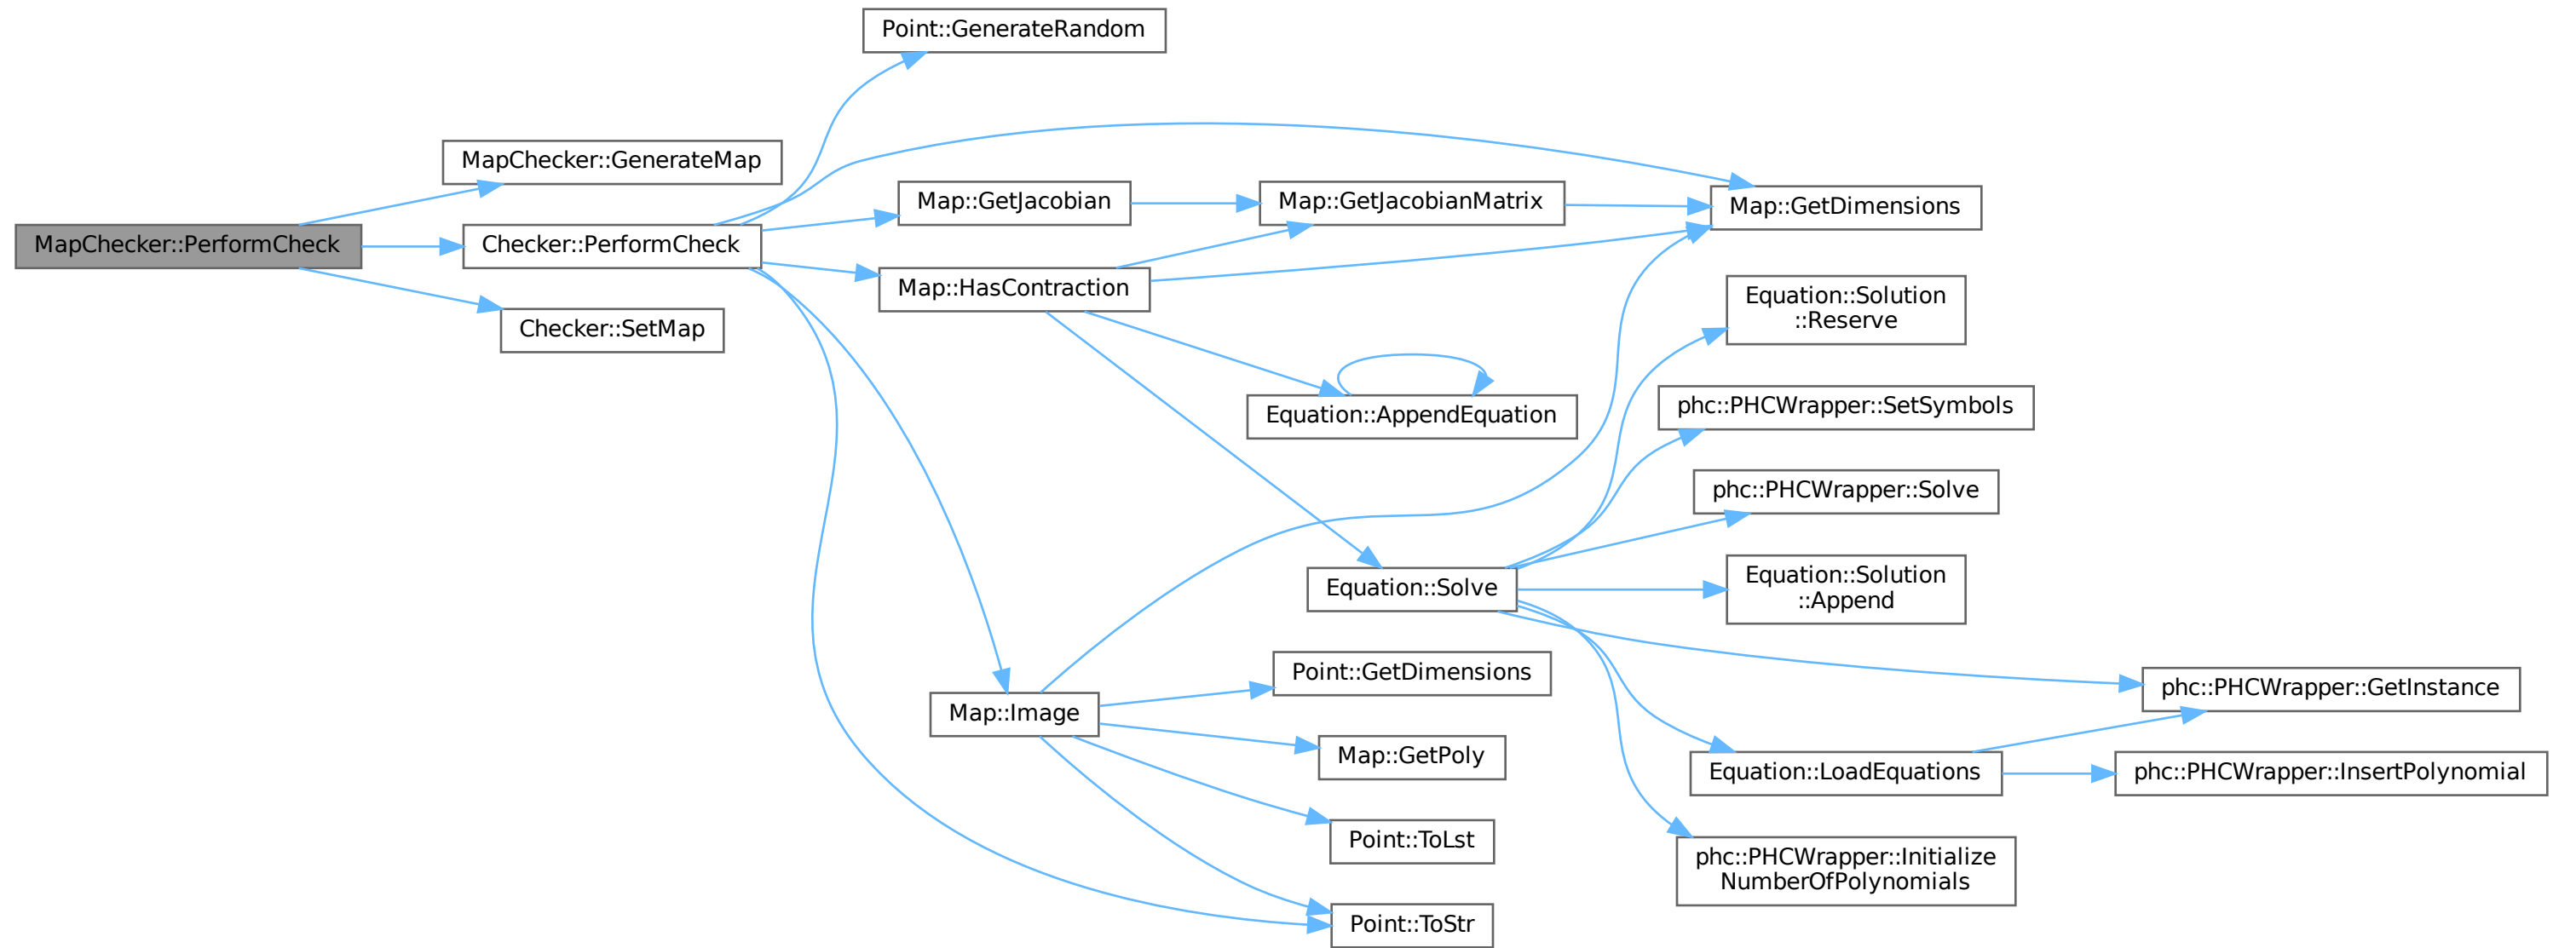 Point::GenerateRandom
MapChecker::GenerateMap
Map::GetJacobian
Map::GetJacobianMatrix
Map::GetDimensions
MapChecker::PerformCheck
Checker::PerformCheck
Map::HasContraction
Equation::Solution
::Reserve
Checker::SetMap
Equation::AppendEquation
phc::PHCWrapper::SetSymbols
phc::PHCWrapper::Solve
Equation::Solve
Equation::Solution
::Append
Point::GetDimensions
phc::PHCWrapper::GetInstance
Map::Image
Map::GetPoly
Equation::LoadEquations
phc::PHCWrapper::InsertPolynomial
Point::ToLst
phc::PHCWrapper::Initialize
NumberOfPolynomials
Point::ToStr